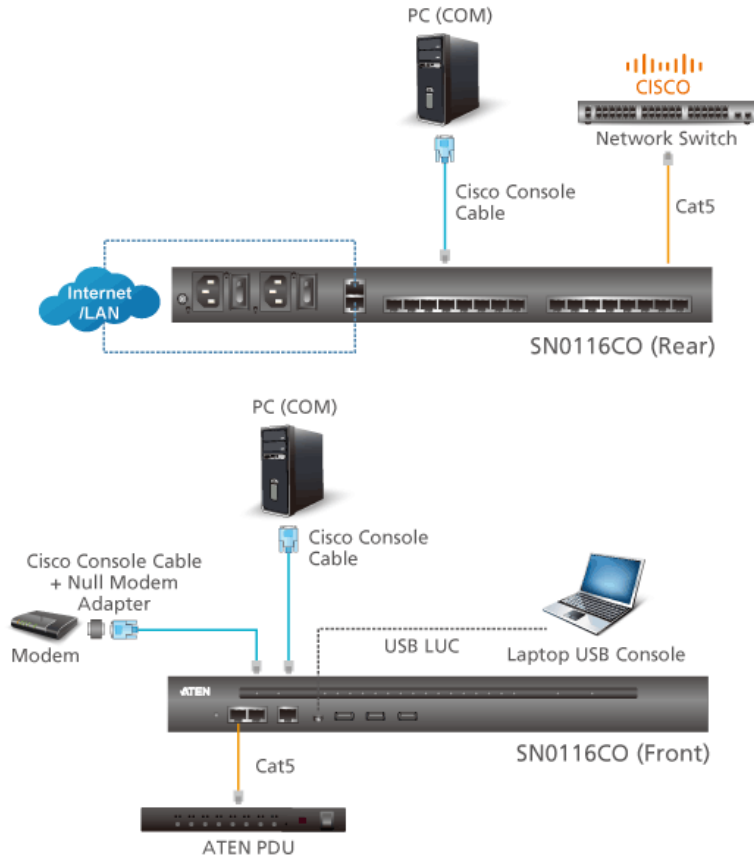 PC (COM)
CISCO
Network Switch
Cisco Console
Cable
Cat5
Internet
/LAN
SN0116CO (Rear)
PC (COM)
Cisco Console
Cable
Cisco Console Cable
+ Null Modem
Adapter
Modem
USB LUC
Laptop USB Console
ATEN
SN0116CO (Front)
Cat5
ATEN PDU